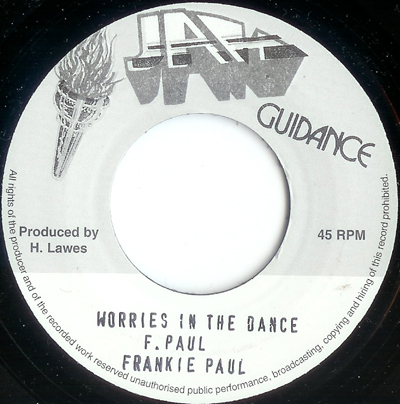 JAH
GUIDANCE
Produced by
H. Lawes
45 RPM
WORRIES IN THE DANCE
F. PAUL
FRANKIE PAUL
All rights of the producer and of the recorded work reserved unauthorised public performance, broadcasting, copying and hiring of this record prohibited.